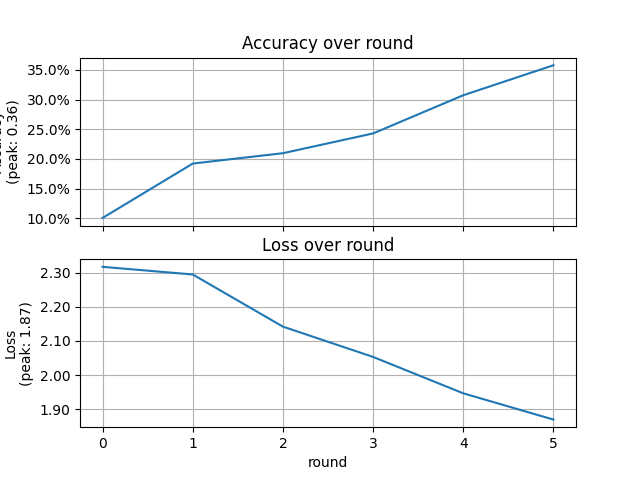 Accuracy over round
35.0%
30.0%
25.0%
20.0%
15.0%
10.0%
(peak: 0.36)
Loss over round
2.30
2.20
2.10
2.00
1.90
Loss
(peak: 1.87)
0 1 2 3 4 5
round